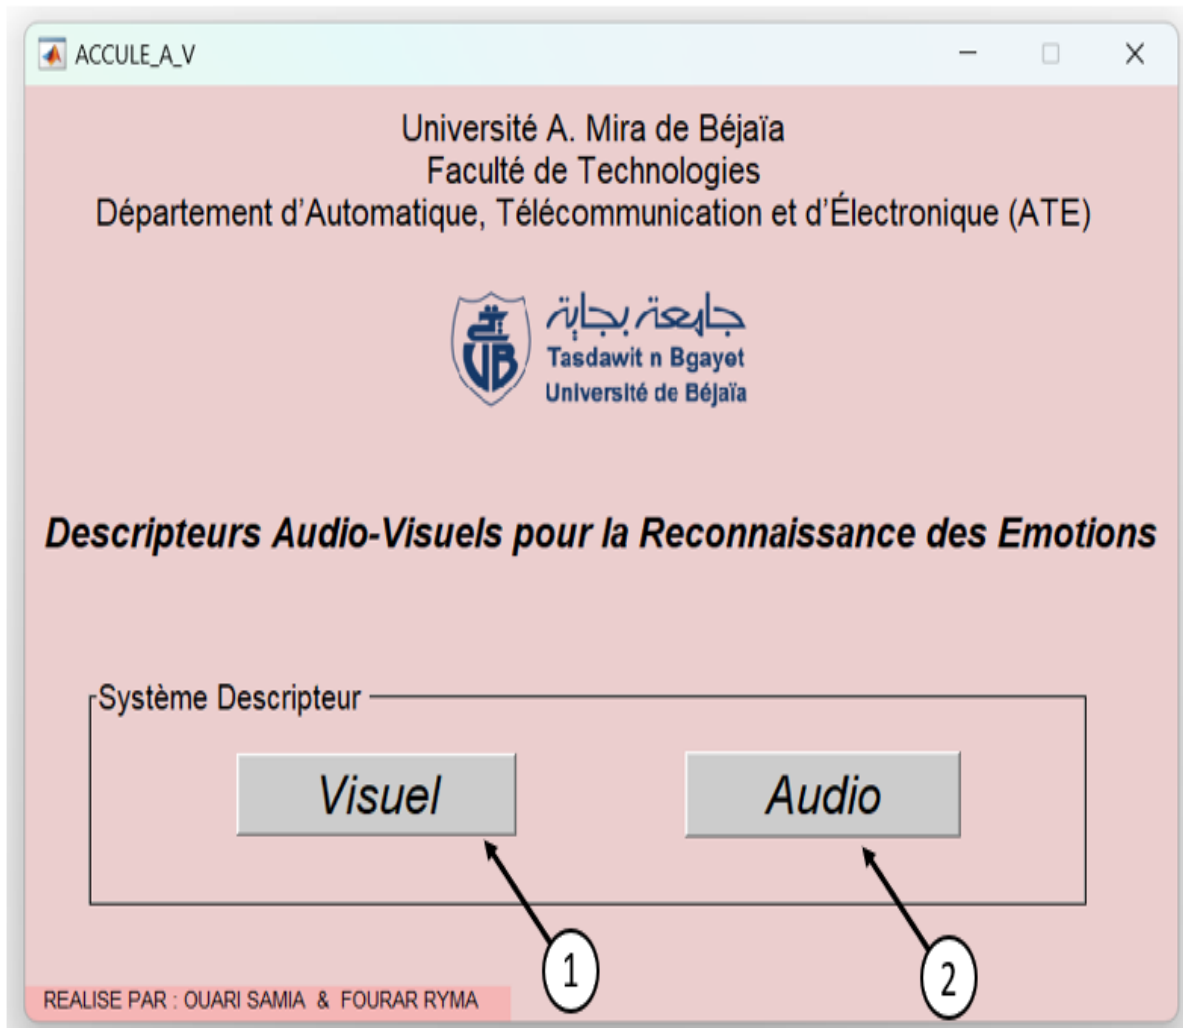 ACCULE_A_V
Université A. Mira de Béjaïa
Faculté de Technologies
Département d’Automatique, Télécommunication et d’Électronique (ATE)
جامعة بجاية
Tasdawit n Bgayet
Université de Béjaïa
Descripteurs Audio-Visuels pour la Reconnaissance des Emotions
Système Descripteur
Visuel
Audio
1
2
REALISE PAR : OUARI SAMIA & FOURAR RYMA